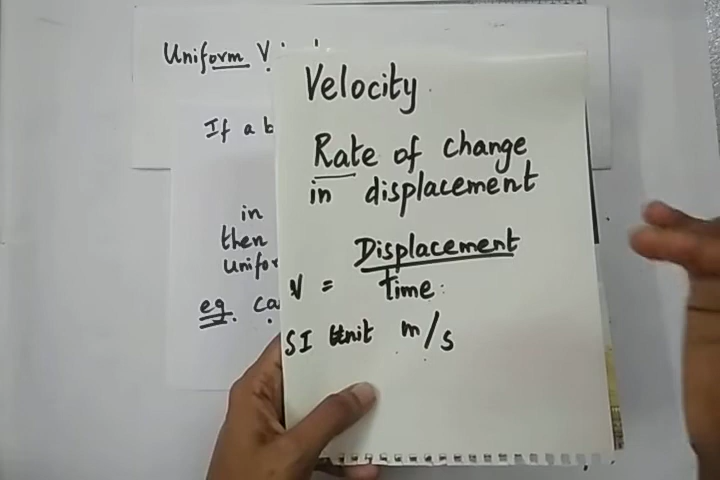 Uniform
If a b
in
then
unifor
eg. ca
Velocity
Rate of change
in displacement
V = Displacement
time
SI Unit m/s